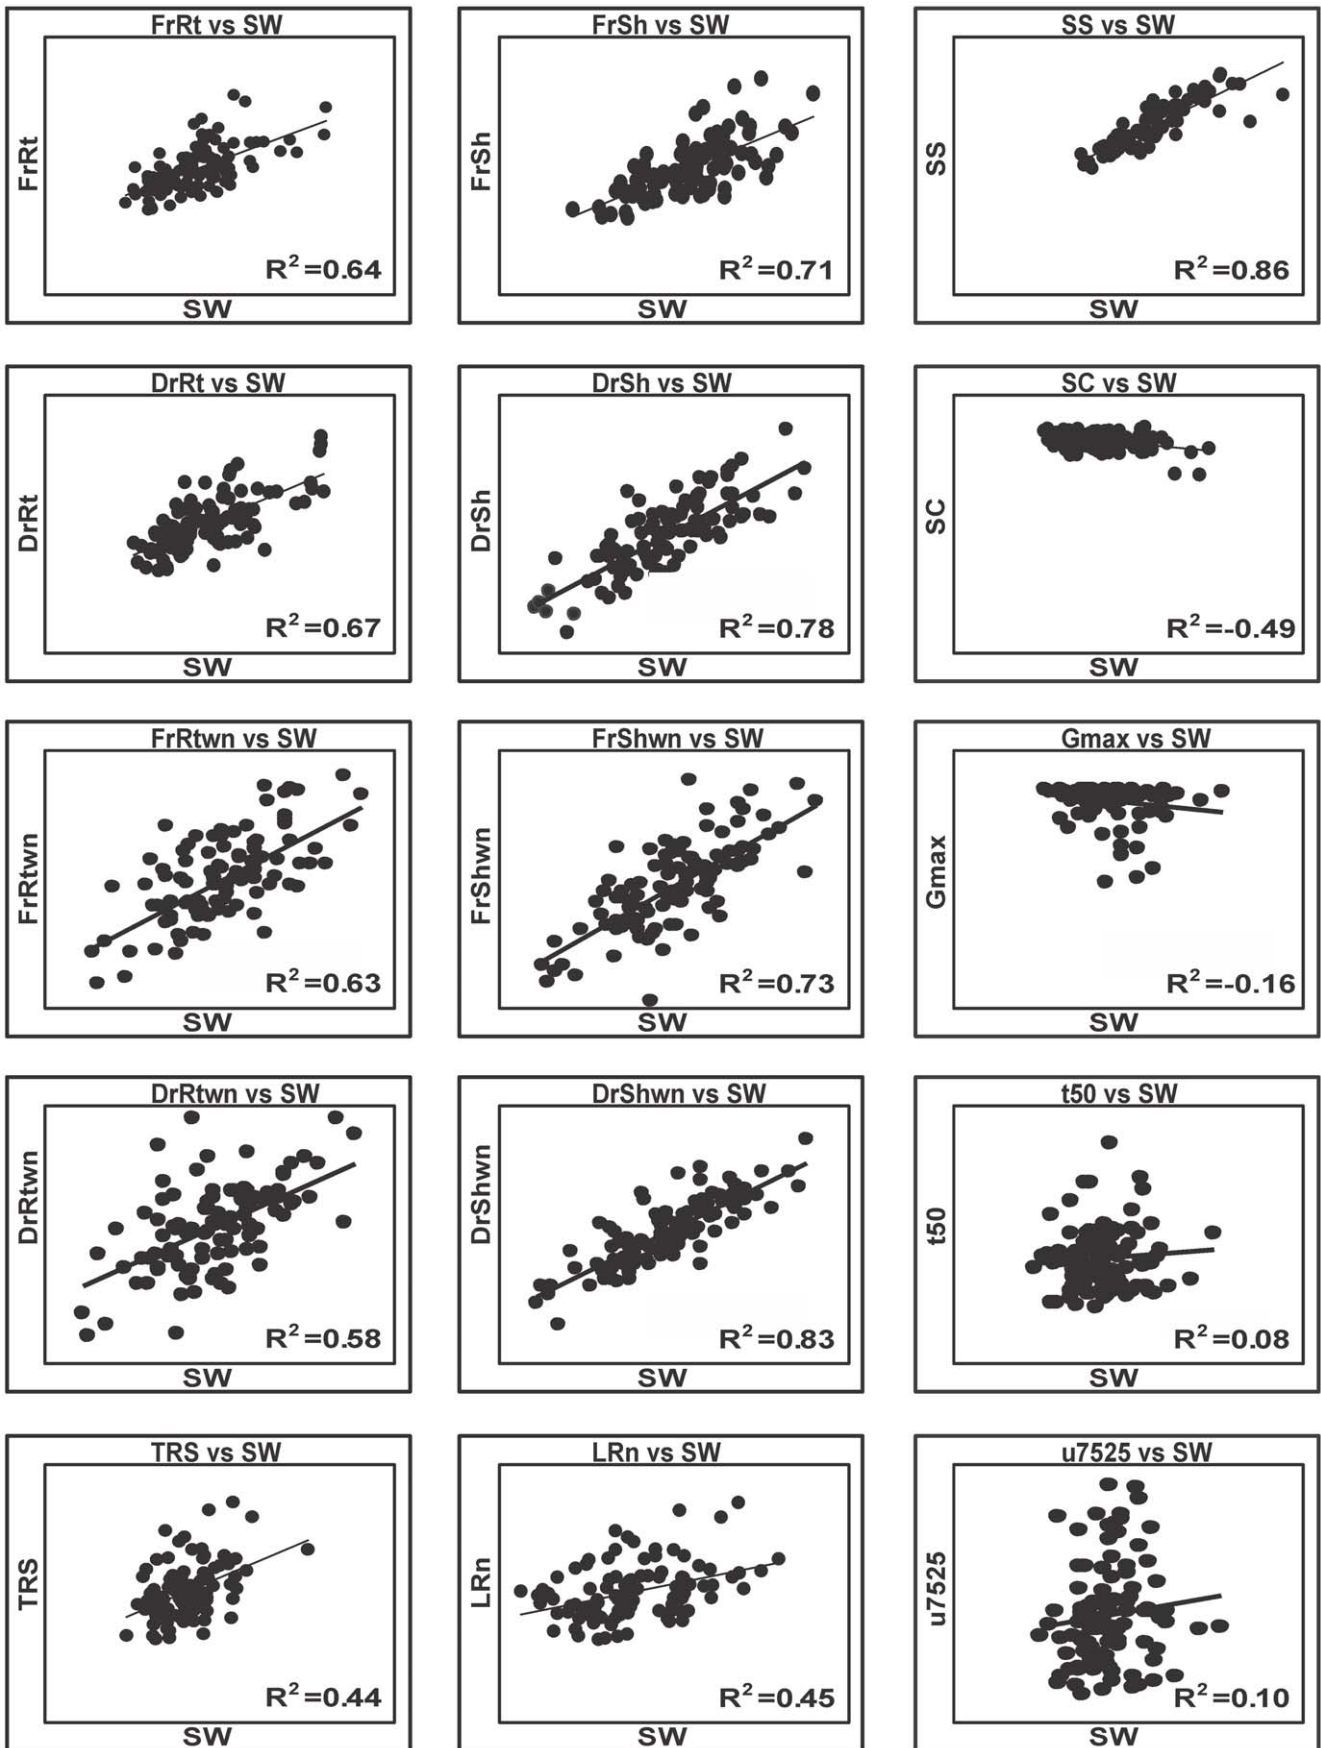 FrRt vs SW
FrRt
R²=0.64
SW
FrSh vs SW
FrSh
R²=0.71
SW
SS vs SW
SS
R²=0.86
SW
DrRt vs SW
DrRt
R²=0.67
SW
DrSh vs SW
DrSh
R²=0.78
SW
SC vs SW
SC
R²=-0.49
SW
FrRtwn vs SW
FrRtwn
R²=0.63
SW
FrShwn vs SW
FrShwn
R²=0.73
SW
Gmax vs SW
Gmax
R²=-0.16
SW
DrRtwn vs SW
DrRtwn
R²=0.58
SW
DrShwn vs SW
DrShwn
R²=0.83
SW
t50 vs SW
t50
R²=0.08
SW
TRS vs SW
TRS
R²=0.44
SW
LRn vs SW
LRn
R²=0.45
SW
u7525 vs SW
u7525
R²=0.10
SW